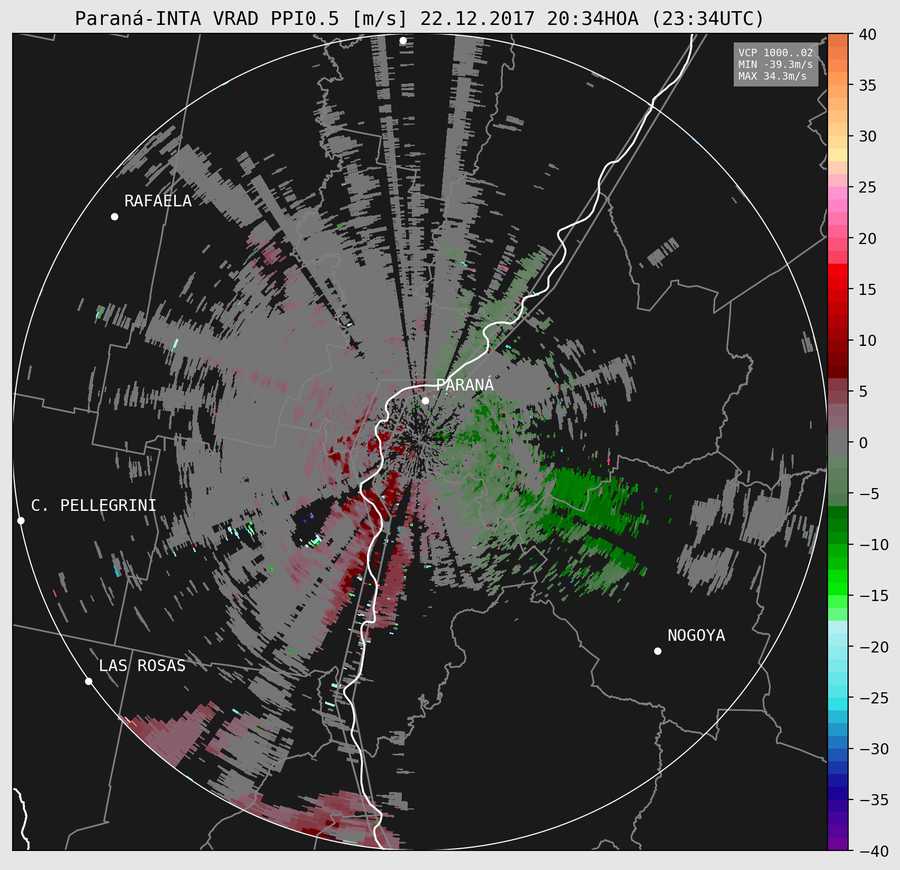 Paraná-INTA VRAD PPI0.5 [m/s] 22.12.2017 20:34HOA (23:34UTC)
VCP 1000..02
MIN -39.3m/s
MAX 34.3m/s
RAFAELA
PARANÁ
C. PELLEGRINI
NOGOYA
LAS ROSAS
40
35
30
25
20
15
10
5
0
−5
−10
−15
−20
−25
−30
−35
−40